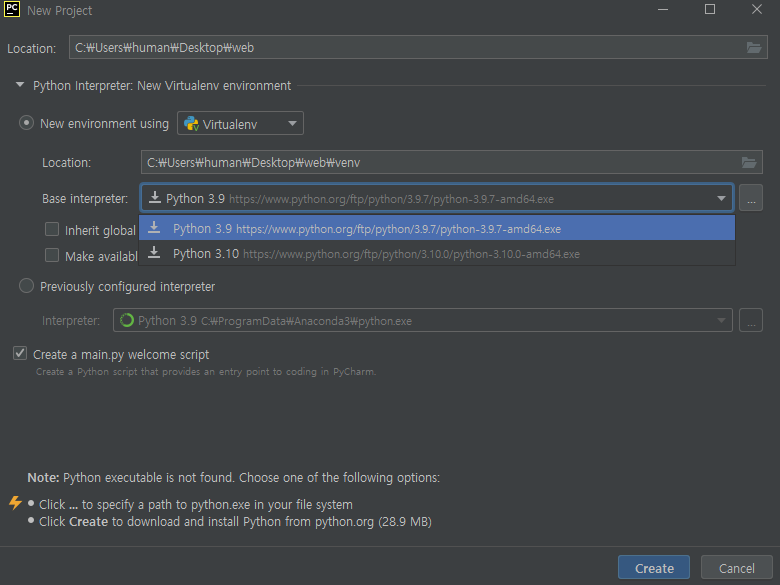 PC New Project
Location: C:₩Users₩human₩Desktop₩web
Python Interpreter: New Virtualenv environment
New environment using Virtualenv
Location: C:₩Users₩human₩Desktop₩web₩venv
Base interpreter: Python 3.9 https://www.python.org/ftp/python/3.9.7/python-3.9.7-amd64.exe ...
Inherit global Python 3.9 https://www.python.org/ftp/python/3.9.7/python-3.9.7-amd64.exe
Make availabl Python 3.10 https://www.python.org/ftp/python/3.10.0/python-3.10.0-amd64.exe
Previously configured interpreter
Interpreter: Python 3.9 C:₩ProgramData₩Anaconda3₩python.exe ...
Create a main.py welcome script
Create a Python script that provides an entry point to coding in PyCharm.
Note: Python executable is not found. Choose one of the following options:
• Click ... to specify a path to python.exe in your file system
• Click Create to download and install Python from python.org (28.9 MB)
Create Cancel